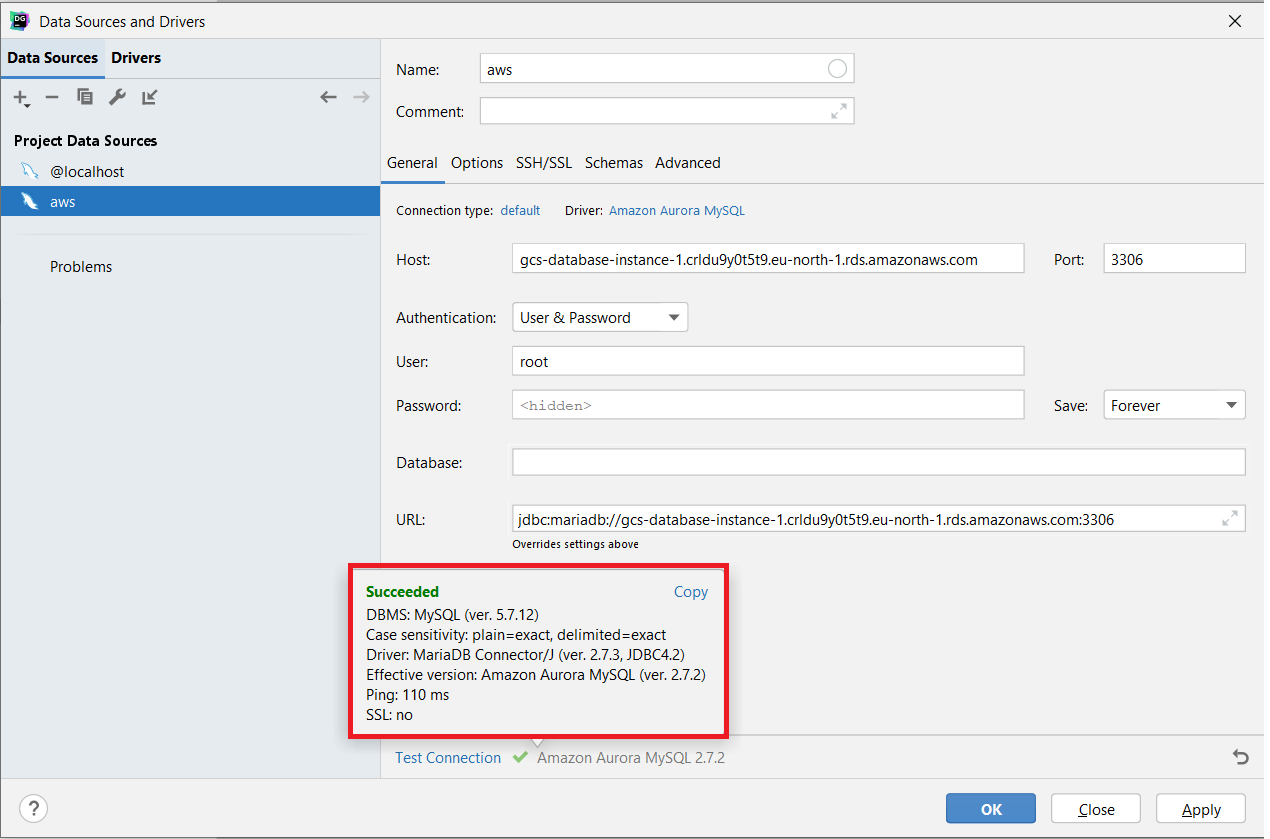 DG
Data Sources and Drivers
Data Sources Drivers
Project Data Sources
@localhost
aws
Problems
Name: aws
Comment:
General Options SSH/SSL Schemas Advanced
Connection type: default Driver: Amazon Aurora MySQL
Host: gcs-database-instance-1.crldu9y0t5t9.eu-north-1.rds.amazonaws.com Port: 3306
Authentication: User & Password
User: root
Password: <hidden> Save: Forever
Database:
URL: jdbc:mariadb://gcs-database-instance-1.crldu9y0t5t9.eu-north-1.rds.amazonaws.com:3306
Overrides settings above
Succeeded Copy
DBMS: MySQL (ver. 5.7.12)
Case sensitivity: plain=exact, delimited=exact
Driver: MariaDB Connector/J (ver. 2.7.3, JDBC4.2)
Effective version: Amazon Aurora MySQL (ver. 2.7.2)
Ping: 110 ms
SSL: no
Test Connection Amazon Aurora MySQL 2.7.2
? OK Close Apply